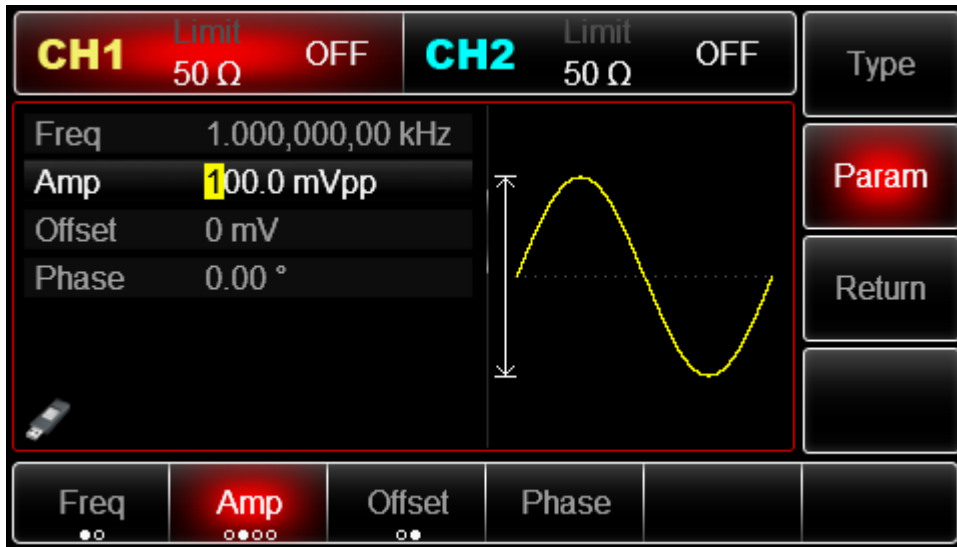 CH1 Limit 50 Ω OFF
CH2 Limit 50 Ω OFF
Type
Freq 1.000,000,00 kHz
Amp 100.0 mVpp
Offset 0 mV
Phase 0.00 °
Param
Return
Freq Amp Offset Phase